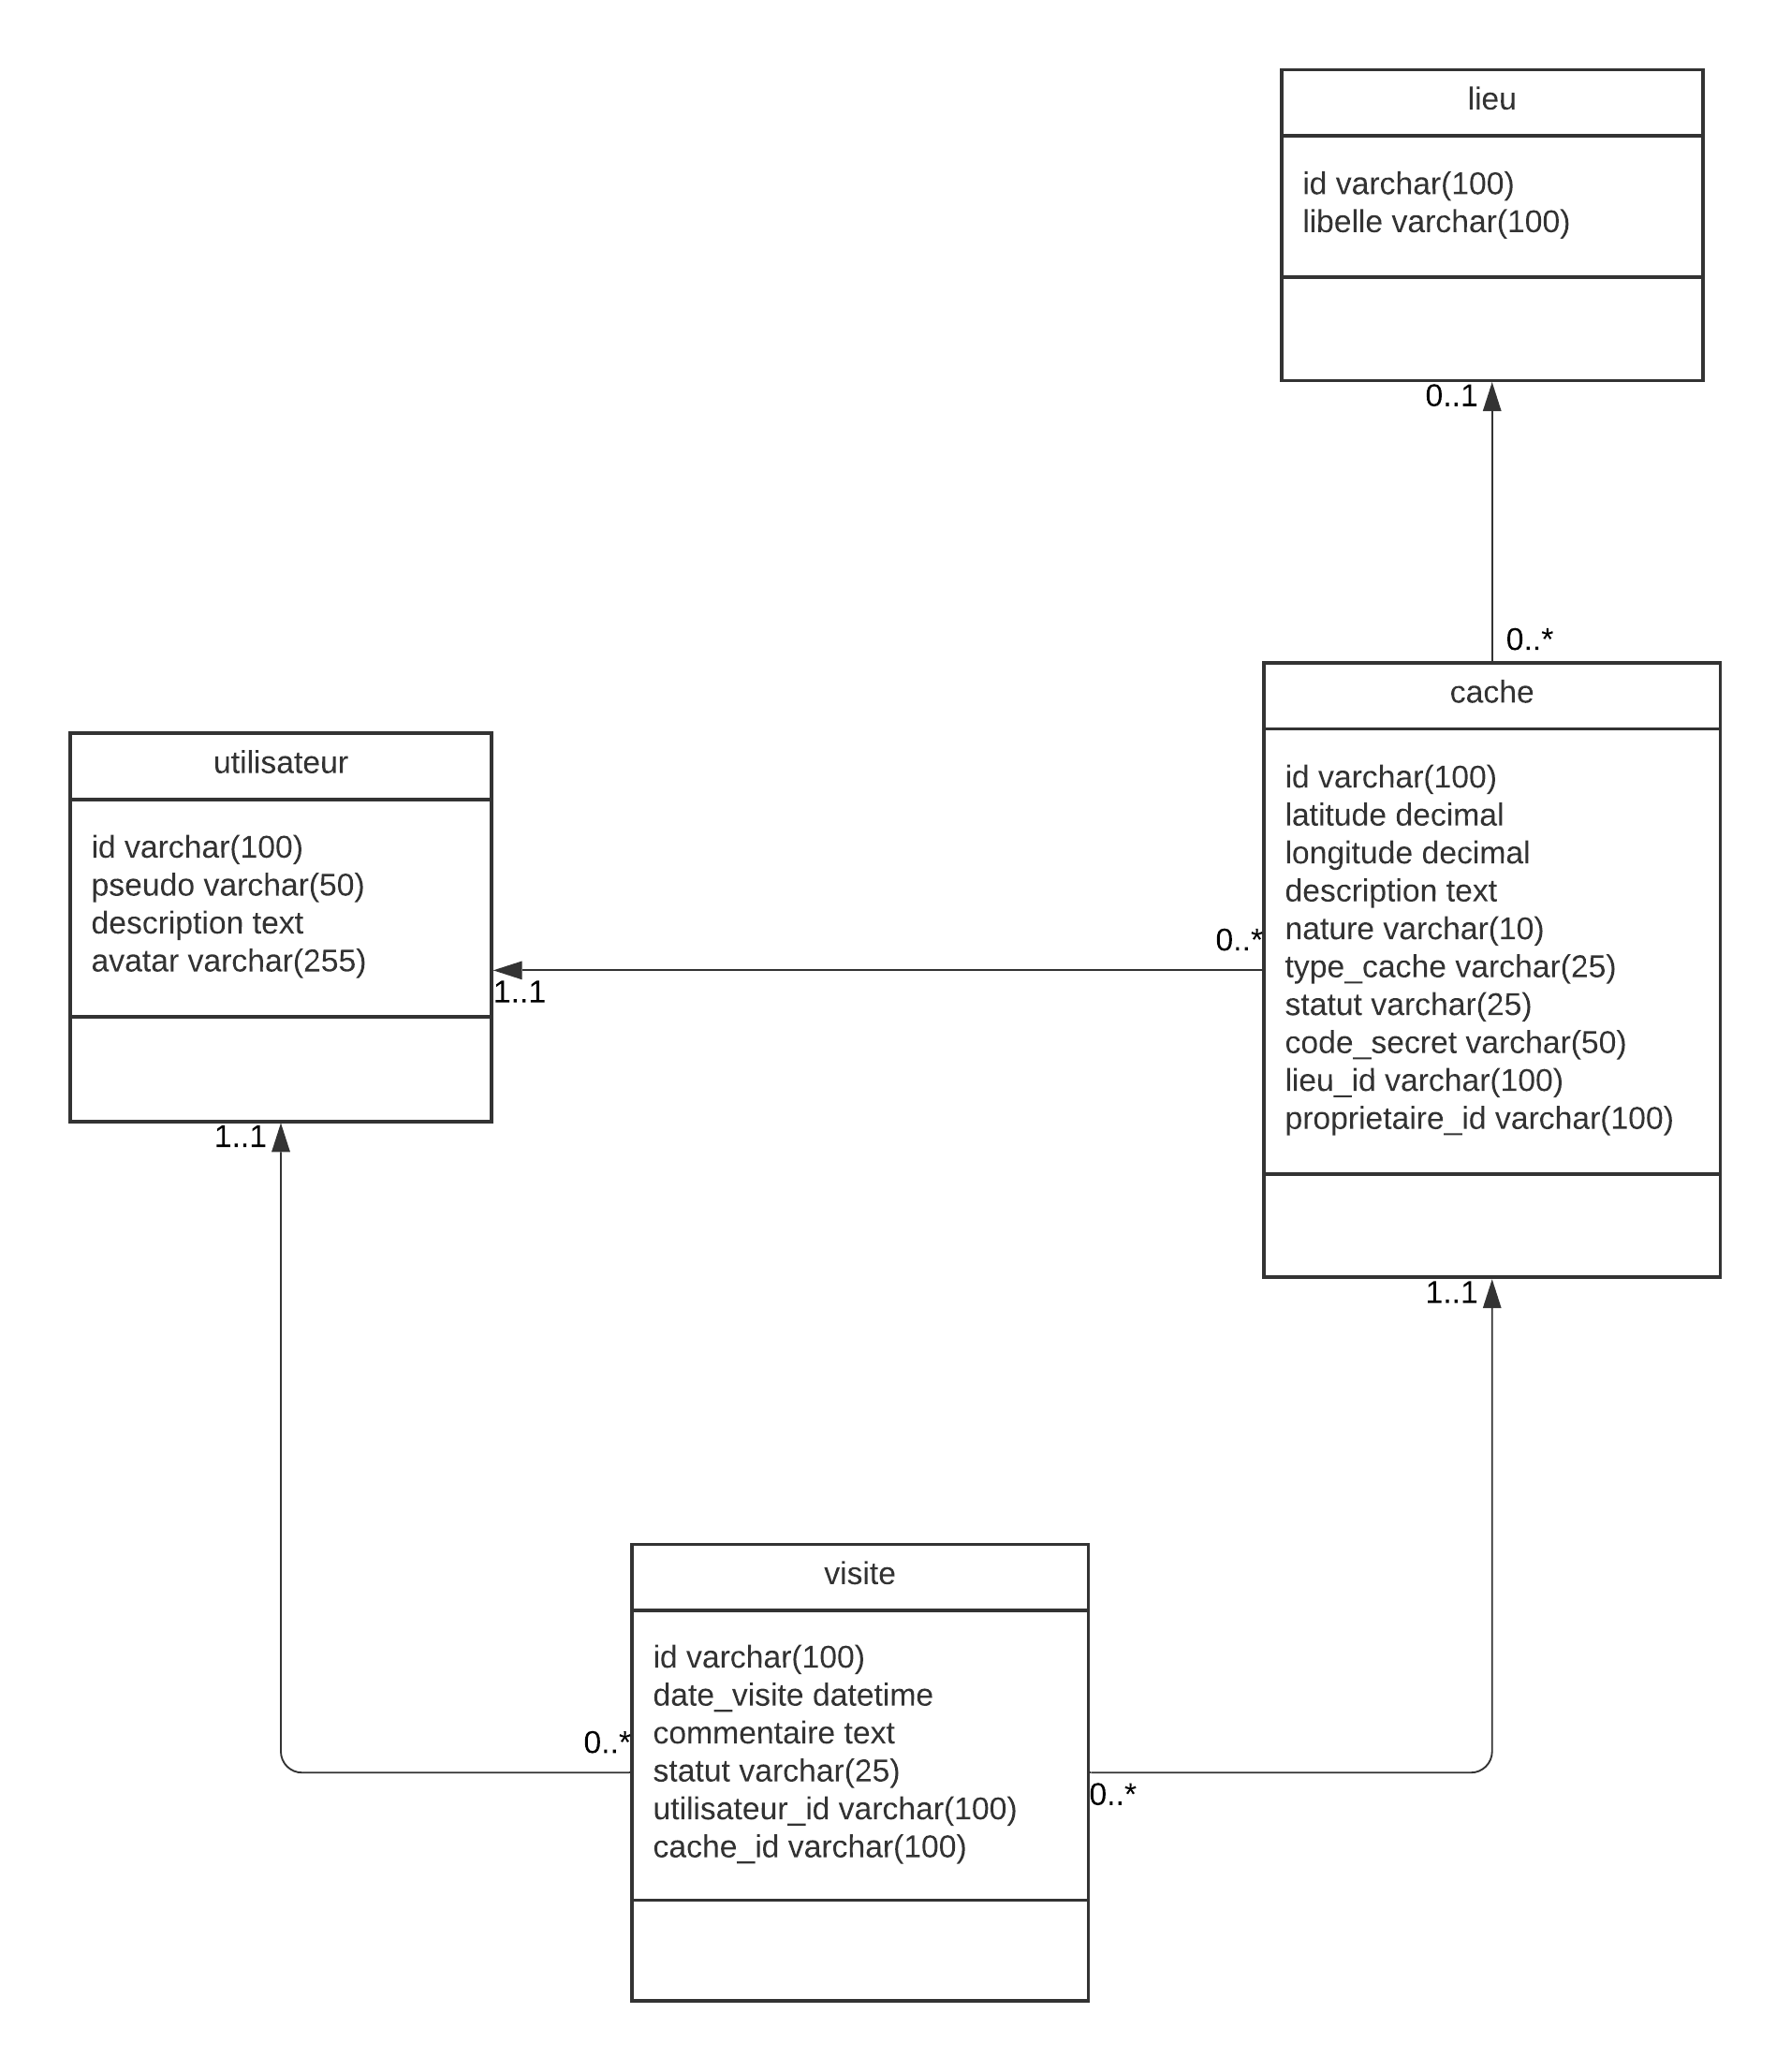 lieu
id varchar(100)
libelle varchar(100)
0..1
0..*
cache
id varchar(100)
latitude decimal
longitude decimal
description text
nature varchar(10)
type_cache varchar(25)
statut varchar(25)
code_secret varchar(50)
lieu_id varchar(100)
proprietaire_id varchar(100)
utilisateur
id varchar(100)
pseudo varchar(50)
description text
avatar varchar(255)
0..*
1..1
1..1
1..1
visite
id varchar(100)
date_visite datetime
commentaire text
statut varchar(25)
utilisateur_id varchar(100)
cache_id varchar(100)
0..*
0..*